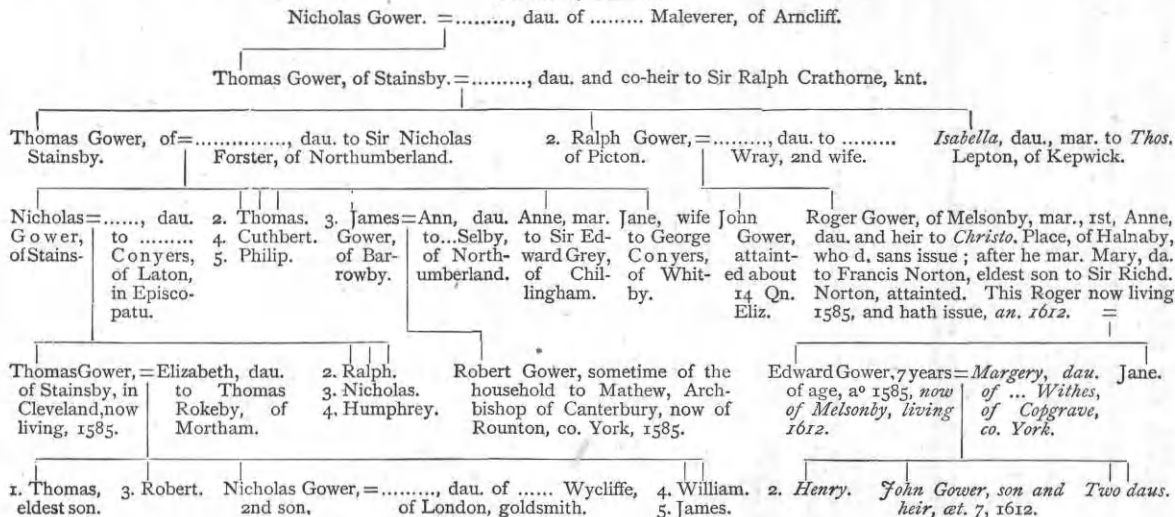 Nicholas Gower. =........., dau. of ......... Maleverer, of Arncliff.
Thomas Gower, of Stainsby.=........., dau. and co-heir to Sir Ralph Crathorne, knt.
Thomas Gower, of=..............., dau. to Sir Nicholas
Stainsby. Forster, of Northumberland.
2. Ralph Gower,=........., dau. to .........
of Picton. Wray, 2nd wife.
Isabella, dau., mar. to Thos.
Lepton, of Kepwick.
Nicholas=......, dau.
Gower, to .........
of Stains- Conyers,
of Laton,
in Episco-
patu.
2. Thomas.
4. Cuthbert.
5. Philip.
3. James=Ann, dau.
Gower, to...Selby,
of Bar- of North-
rowby. umberland.
Anne, mar.
to Sir Ed-
ward Grey,
of Chil-
lingham.
Jane, wife
to George
Conyers,
of Whit-
by.
John
Gower,
attaint-
ed about
14 Qn.
Eliz.
Roger Gower, of Melsonby, mar., 1st, Anne,
dau. and heir to Christo. Place, of Halnaby,
who d. sans issue ; after he mar. Mary, da.
to Francis Norton, eldest son to Sir Richd.
Norton, attainted. This Roger now living
1585, and hath issue, an. 1612. =
Thomas Gower,=Elizabeth, dau.
of Stainsby, in to Thomas
Cleveland, now Rokeby, of
living, 1585. Mortham.
2. Ralph.
3. Nicholas.
4. Humphrey.
Robert Gower, sometime of the
household to Mathew, Arch-
bishop of Canterbury, now of
Rounton, co. York, 1585.
Edward Gower, 7 years=Margery, dau.
of age, aº 1585, now of ... Withes,
of Melsonby, living of Copgrave,
1612. co. York.
Jane.
1. Thomas,
eldest son.
3. Robert.
Nicholas Gower,=........., dau. of ...... Wycliffe,
2nd son, of London, goldsmith.
4. William.
5. James.
2. Henry.
John Gower, son and
heir, æt. 7, 1612.
Two daus.